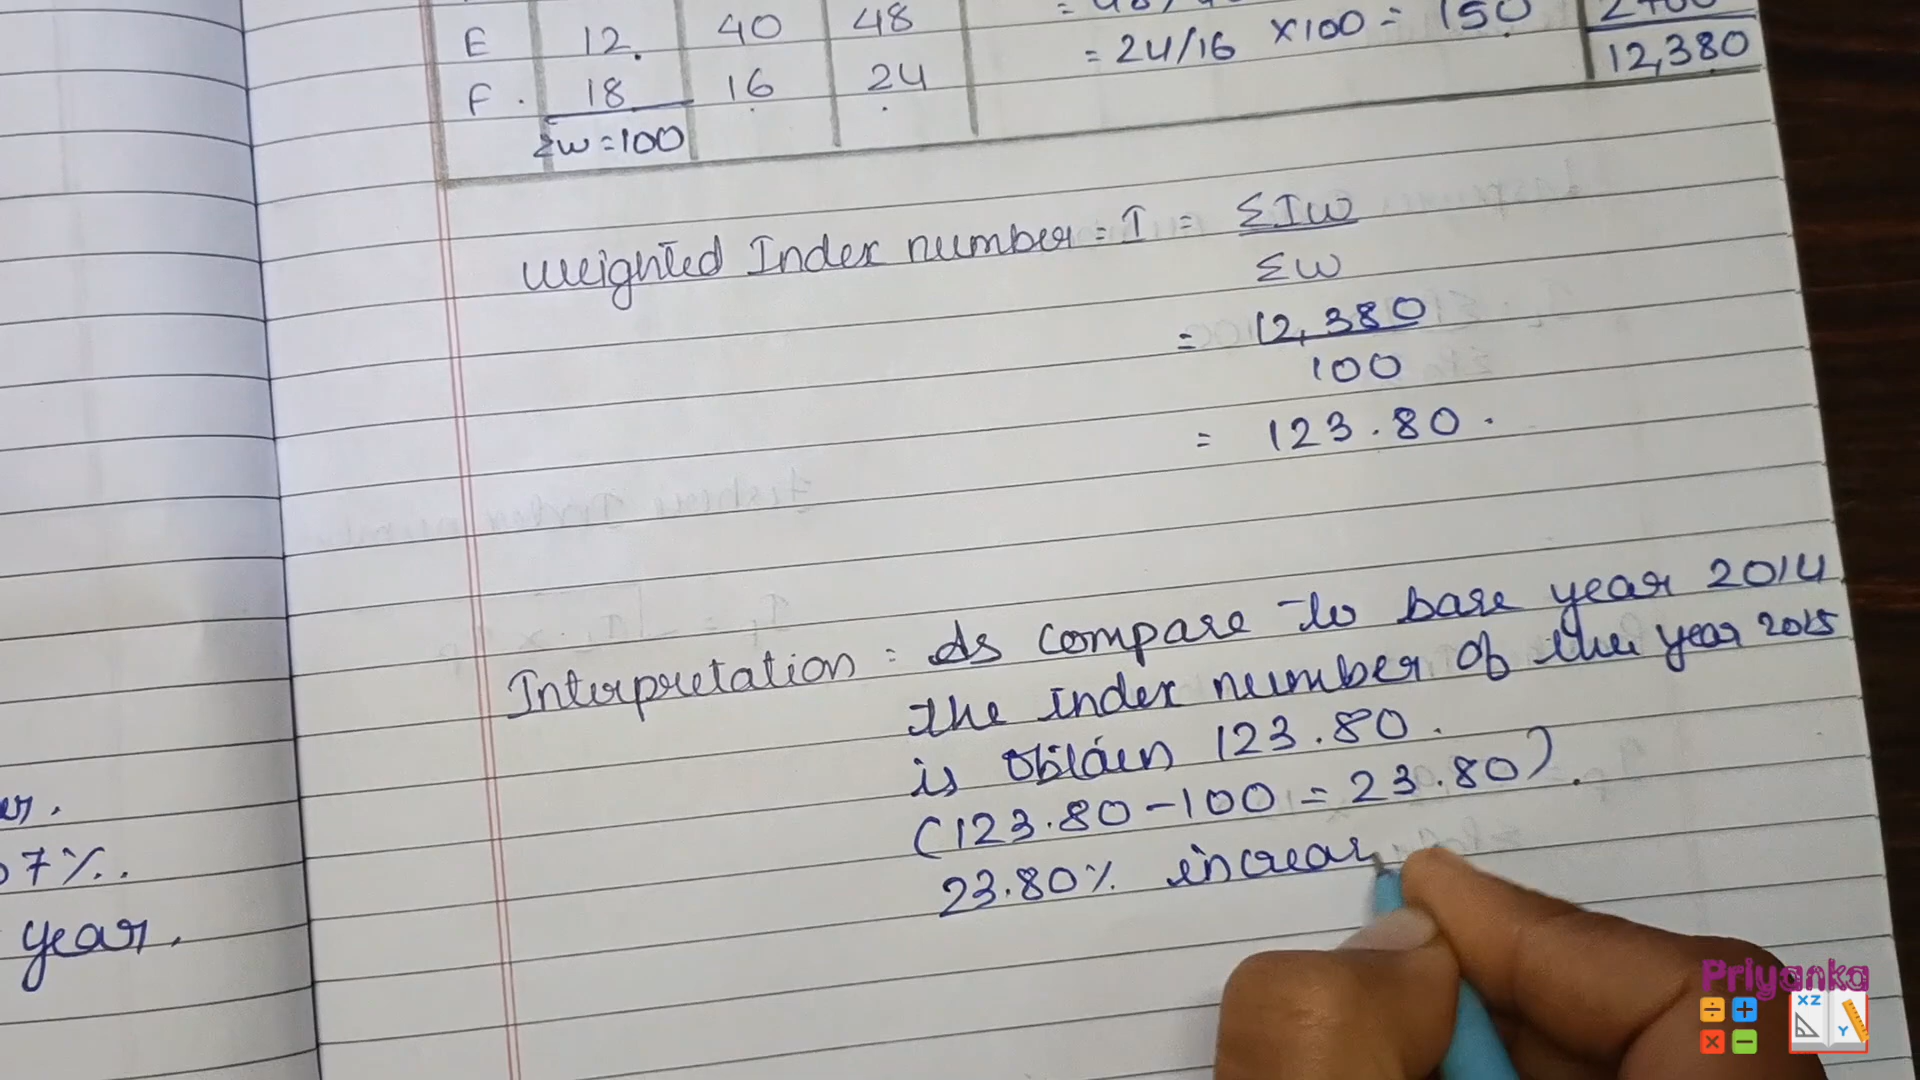 E 12. 40 48
= 24/16 ×100 = 150
12,380
F. 18 16 24
Σw = 100
Weighted Index number = I = ΣIW
ΣW
= 12,380
100
= 123.80.
Interpretation = As compare to base year 2014
the index number of the year 2015
is obtain 123.80.
(123.80 - 100 = 23.80).
23.80% increas
7%.
year.
Priyanka
XZ
Y